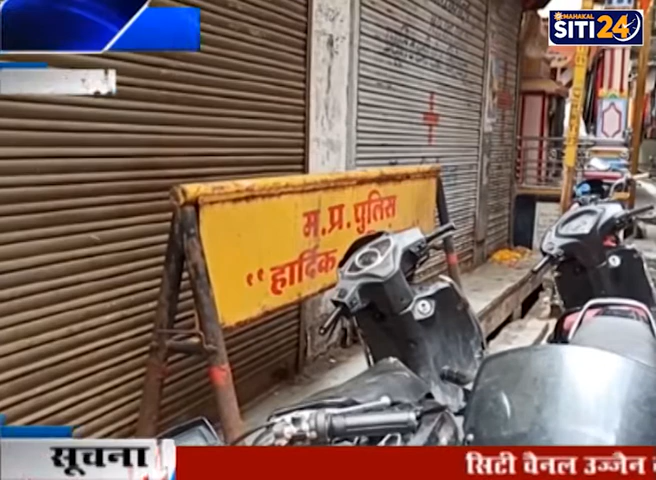 MAHAKAL
SITI24
म.प्र.पुलिस
“हार्दिक
सूचना
सिटी चैनल उज्जैन